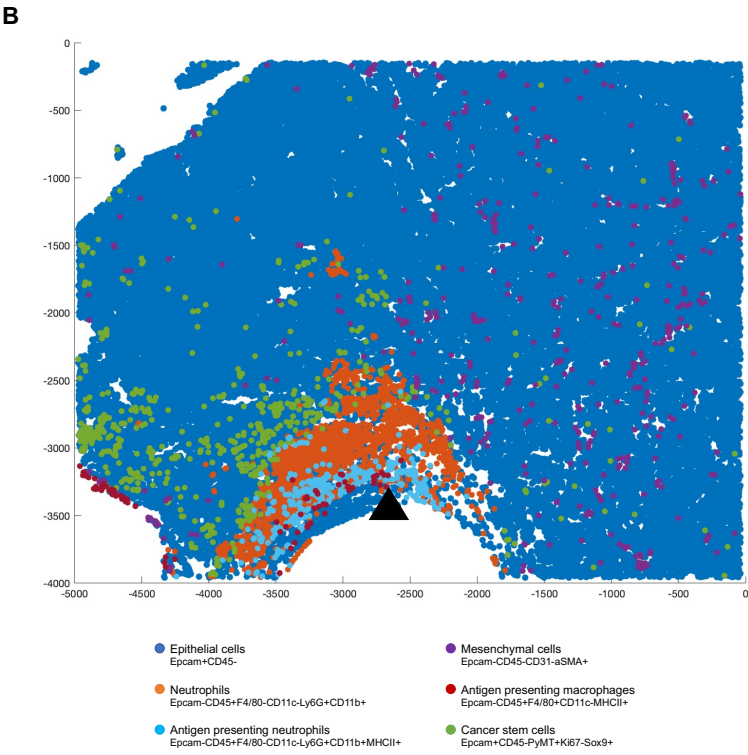 B
0
-500
-1000
-1500
-2000
-2500
-3000
-3500
-4000
-5000 -4500 -4000 -3500 -3000 -2500 -2000 -1500 -1000 -500 0
Epithelial cells
Epcam+CD45-
Mesenchymal cells
Epcam-CD45-CD31-aSMA+
Neutrophils
Epcam-CD45+F4/80-CD11c-Ly6G+CD11b+
Antigen presenting macrophages
Epcam-CD45+F4/80+CD11c-MHCII+
Antigen presenting neutrophils
Epcam-CD45+F4/80-CD11c-Ly6G+CD11b+MHCII+
Cancer stem cells
Epcam+CD45-PyMT+Ki67-Sox9+